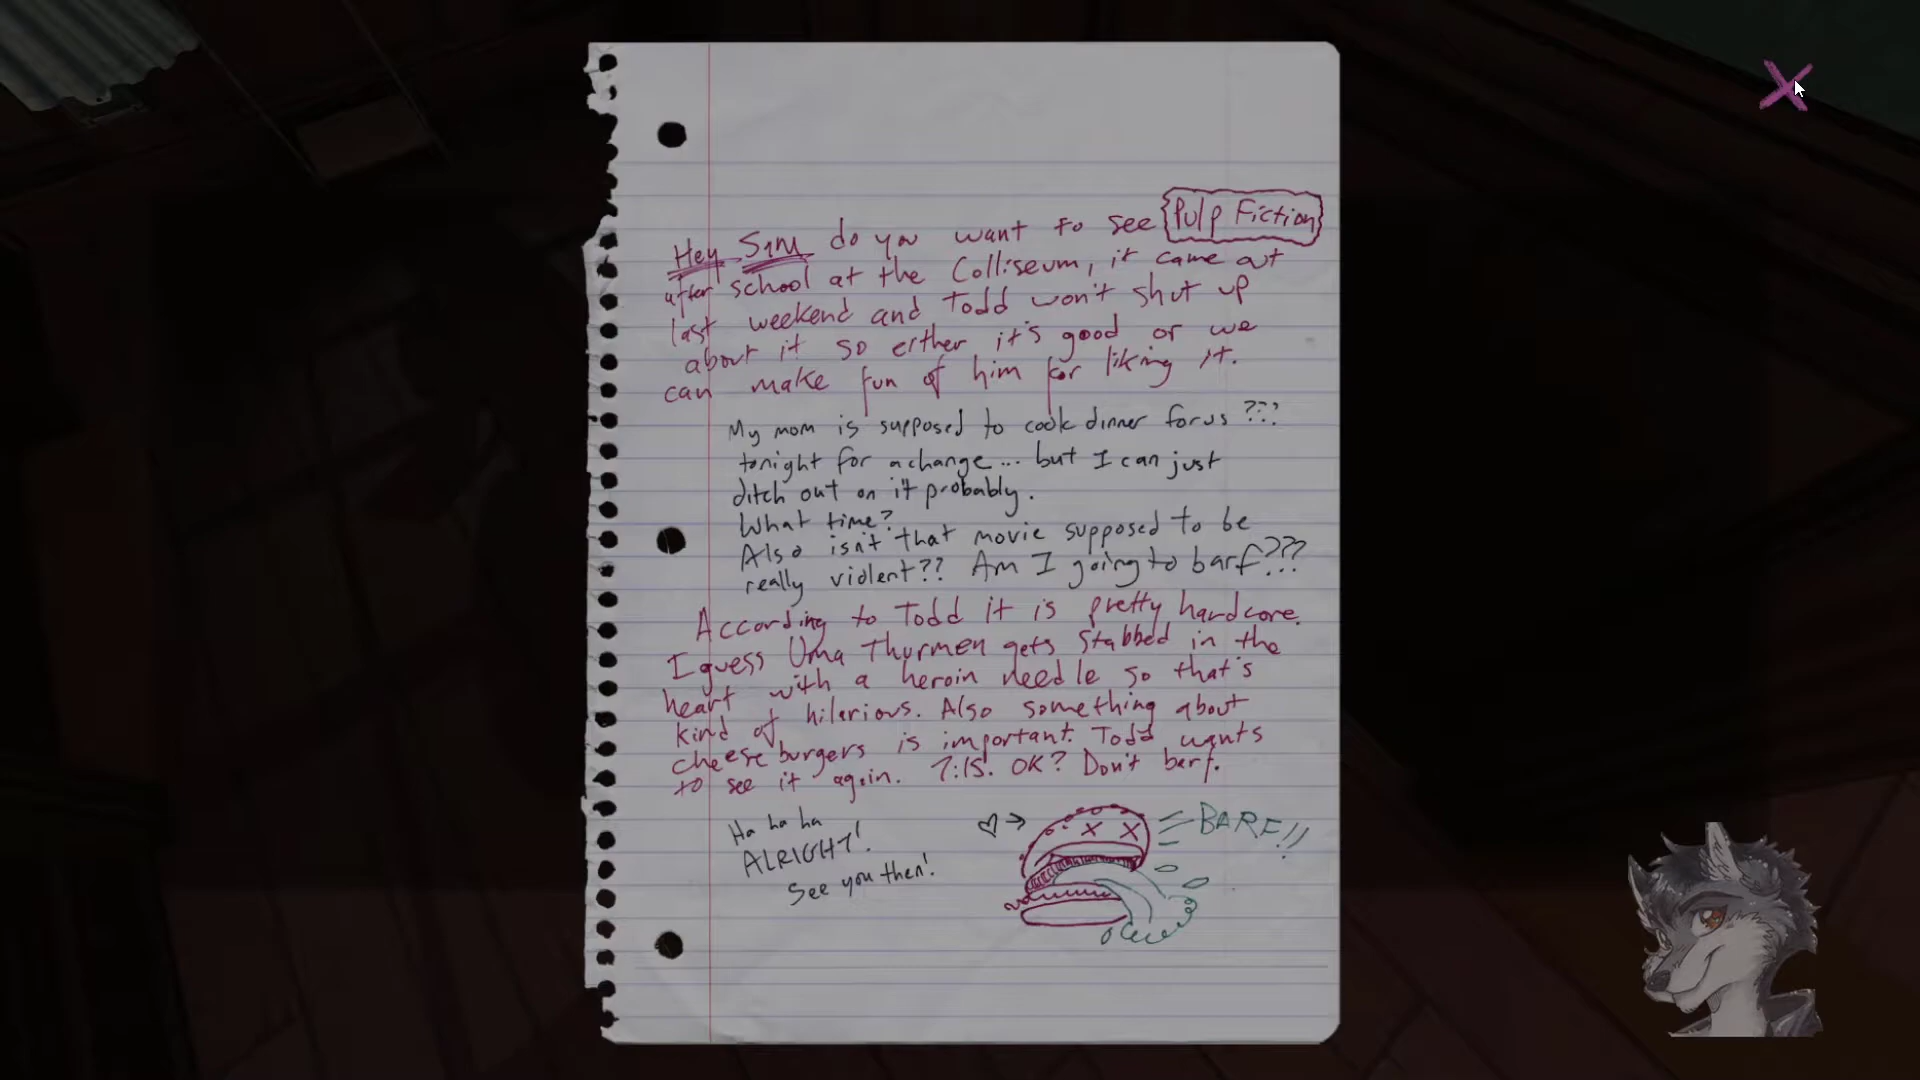 Hey Sam do you want to see Pulp Fiction
after school at the Colliseum, it came out
last weekend and Todd won't shut up
about it so either it's good or we
can make fun of him for liking it.
My mom is supposed to cook dinner for us ???
tonight for a change... but I can just
ditch out on it probably.
What time?
Also isn't that movie supposed to be
really violent?? Am I going to barf???
According to Todd it is pretty hardcore.
I guess Uma Thurmen gets stabbed in the
heart with a heroin needle so that's
kind of hilarious. Also something about
cheeseburgers is important. Todd wants
to see it again. 7:15. OK? Don't barf.
Ha ha ha
ALRIGHT!
See you then!
BARF!!